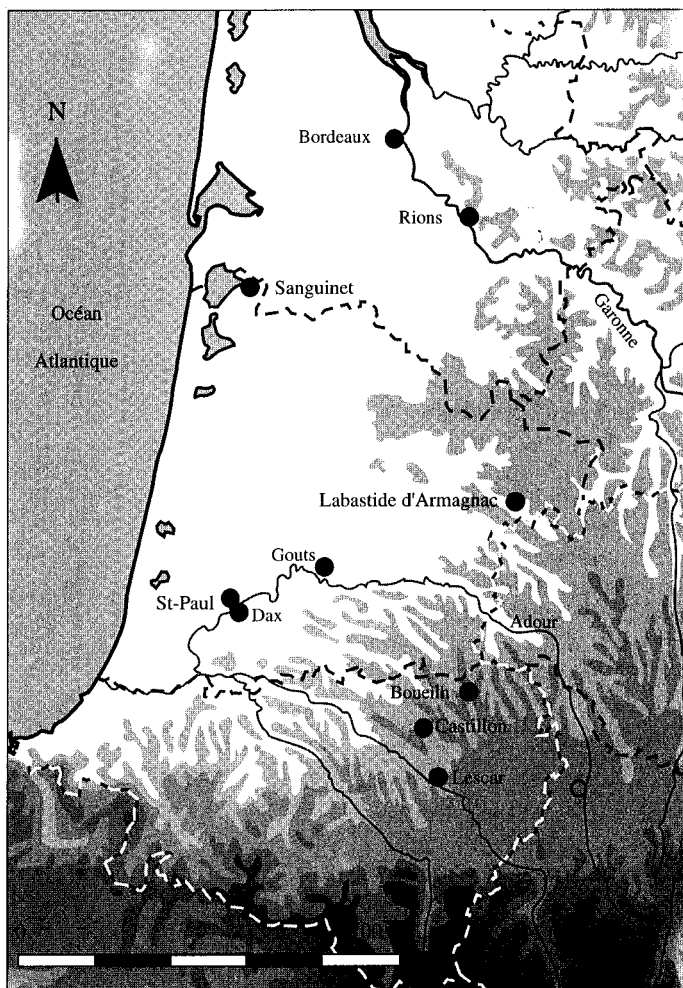 N
Bordeaux
Rions
Sanguinet
Garonne
Océan
Atlantique
Labastide d'Armagnac
Gouts
St-Paul
Dax
Adour
Boueilh
Castillon
Lescar